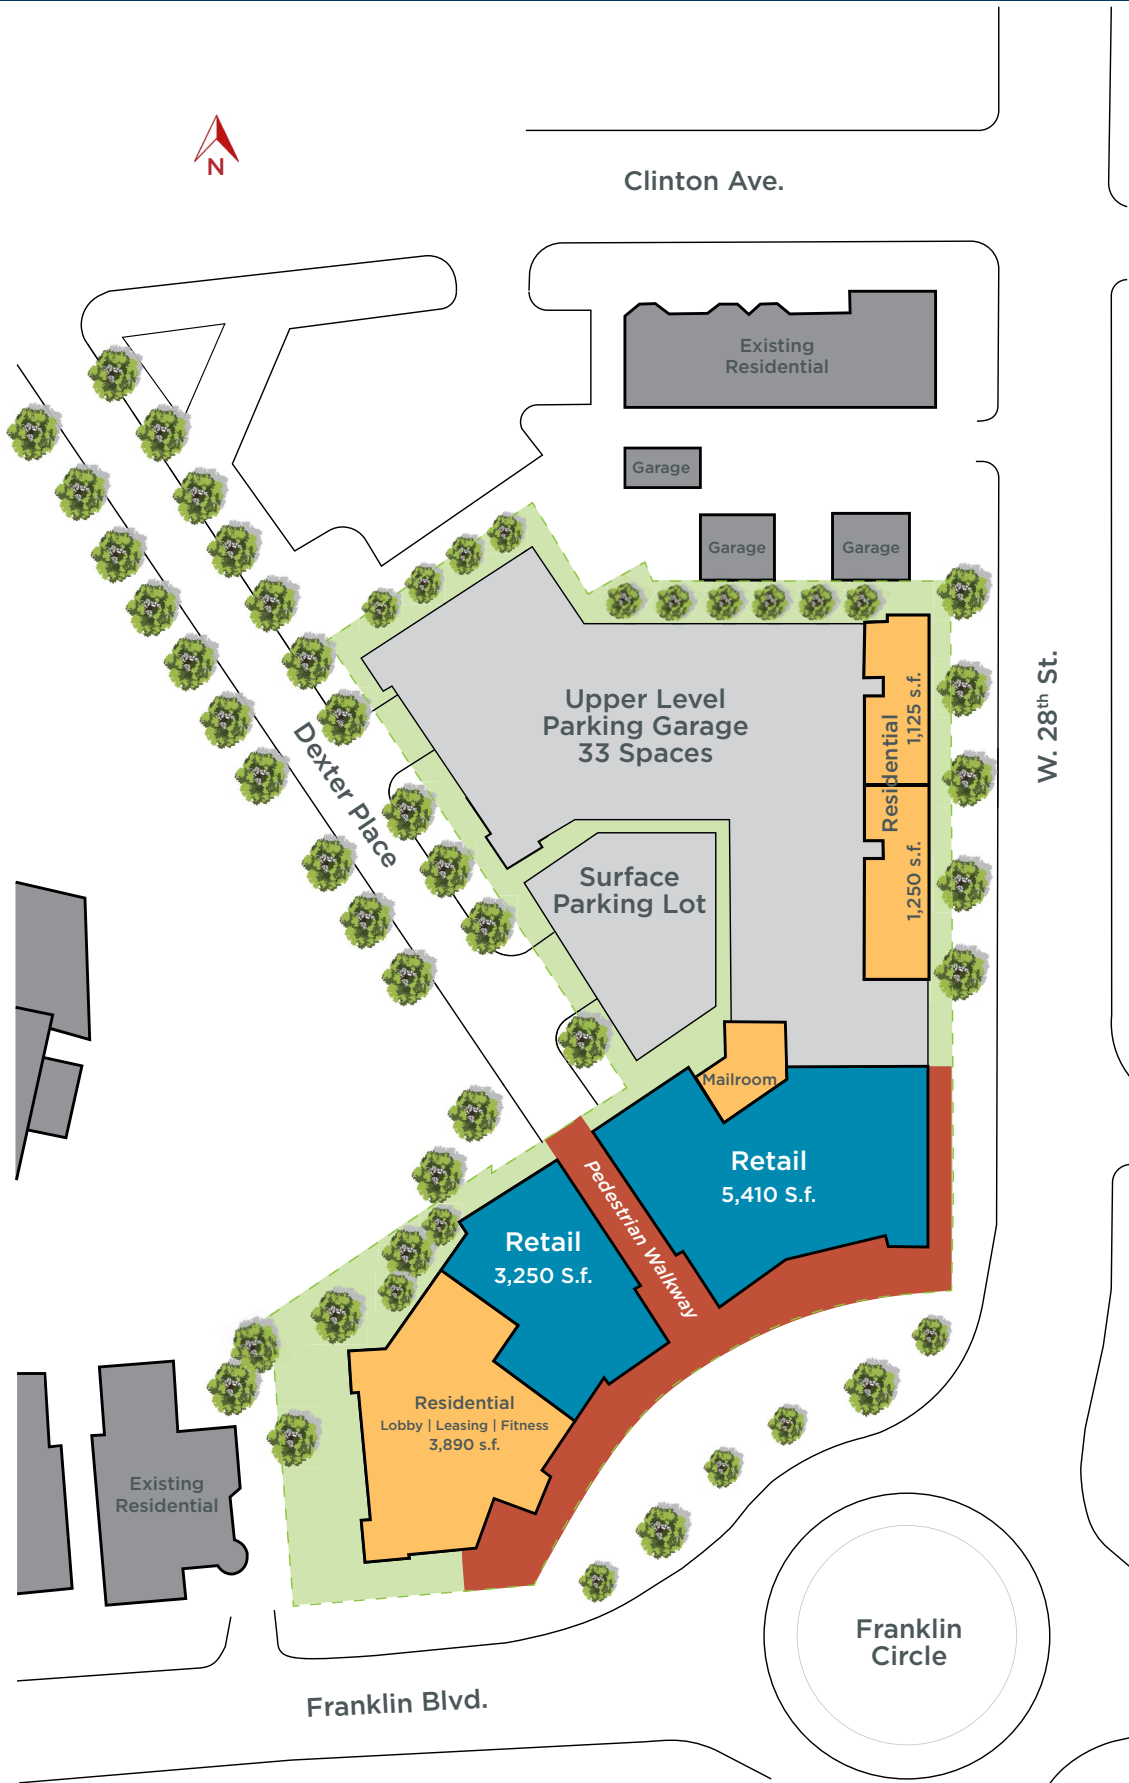 N
Clinton Ave.
Existing
Residential
Garage
Garage
Garage
W. 28th St.
Upper Level
Parking Garage
33 Spaces
Residential
1,125 s.f.
1,250 s.f.
Dexter Place
Surface
Parking Lot
Mailroom
Retail
5,410 S.f.
Pedestrian Walkway
Retail
3,250 S.f.
Residential
Lobby | Leasing | Fitness
3,890 s.f.
Existing
Residential
Franklin
Circle
Franklin Blvd.